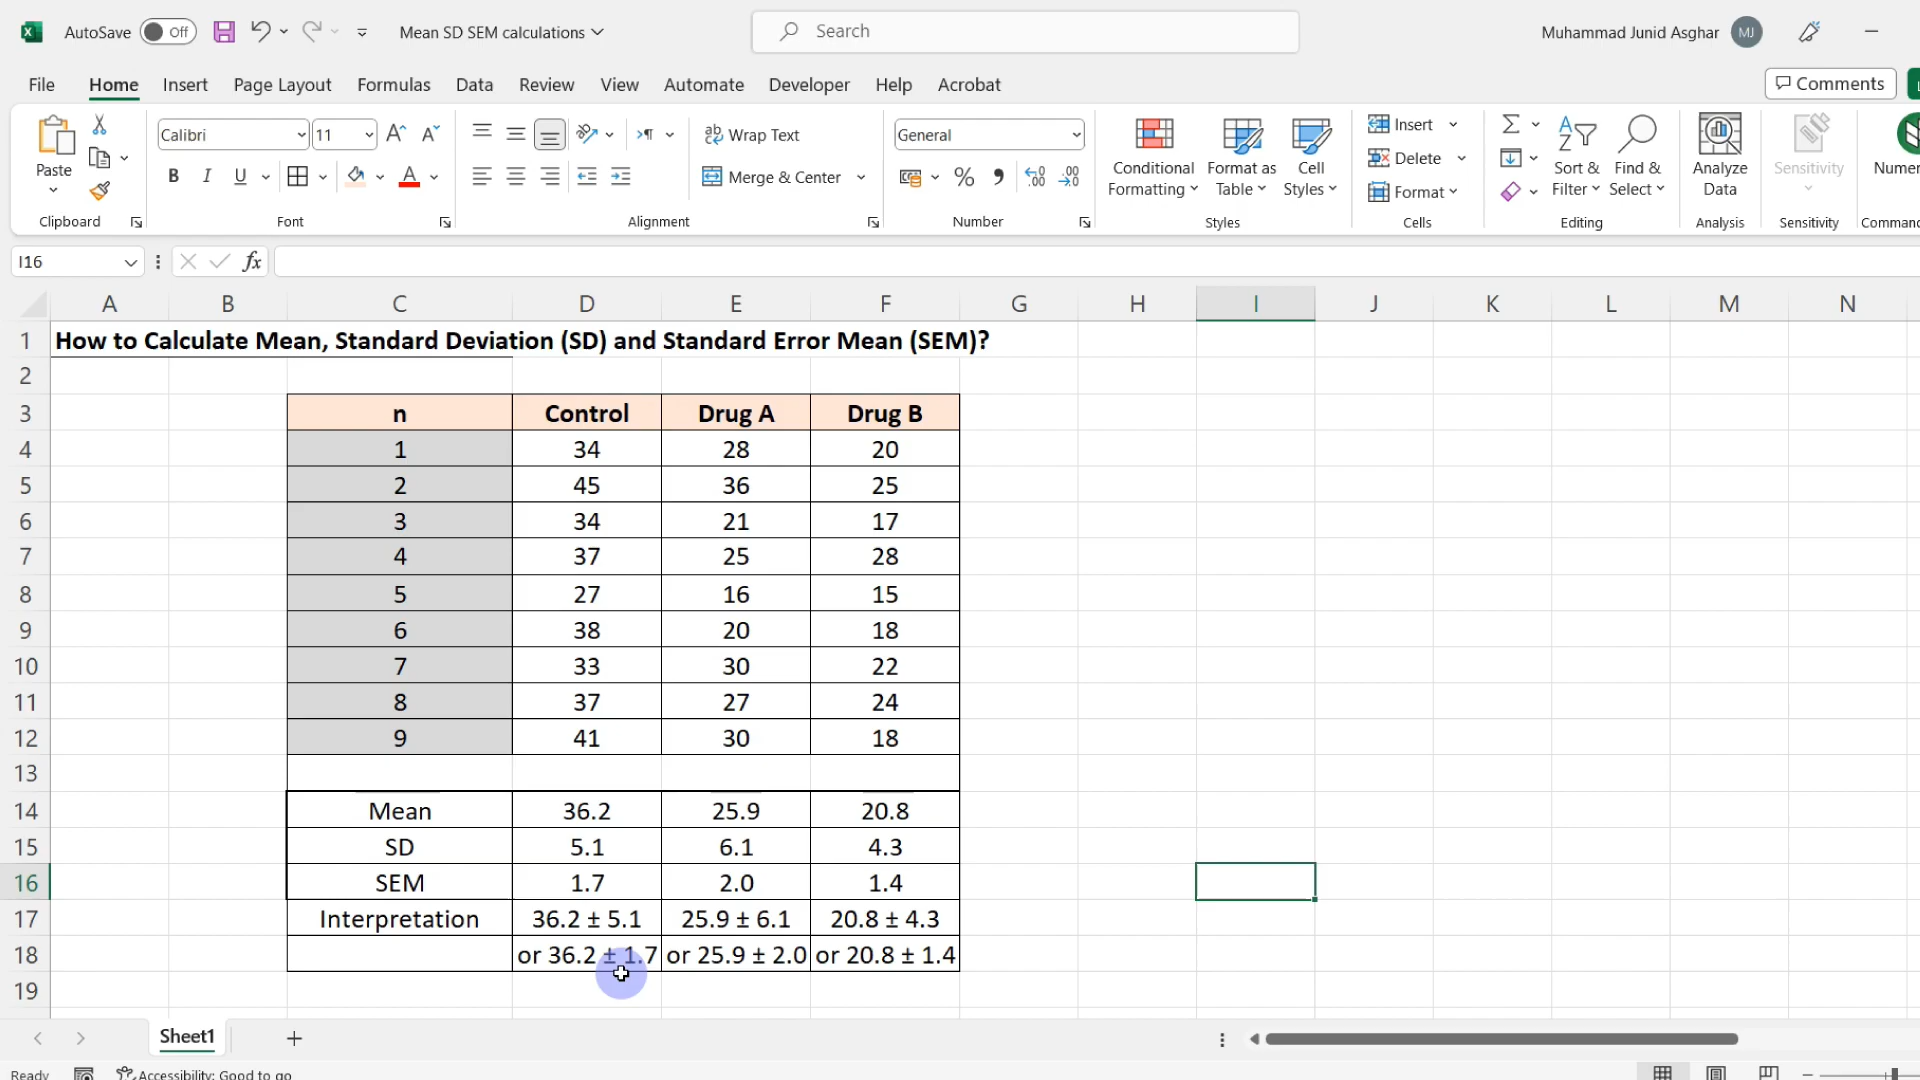 AutoSave Off Mean SD SEM calculations Search Muhammad Junid Asghar MJ
File Home Insert Page Layout Formulas Data Review View Automate Developer Help Acrobat Comments
Paste
Clipboard
Calibri 11
B I U A
Font
Wrap Text
Merge & Center
Alignment
General
Number
Conditional Formatting
Format as Table
Cell Styles
Styles
Insert
Delete
Format
Cells
Sort & Filter
Find & Select
Editing
Analyze Data
Analysis
Sensitivity
Sensitivity
I16 fx
A B C D E F G H I J K L M N
1 How to Calculate Mean, Standard Deviation (SD) and Standard Error Mean (SEM)?
2
3 n Control Drug A Drug B
4 1 34 28 20
5 2 45 36 25
6 3 34 21 17
7 4 37 25 28
8 5 27 16 15
9 6 38 20 18
10 7 33 30 22
11 8 37 27 24
12 9 41 30 18
13
14 Mean 36.2 25.9 20.8
15 SD 5.1 6.1 4.3
16 SEM 1.7 2.0 1.4
17 Interpretation 36.2 ± 5.1 25.9 ± 6.1 20.8 ± 4.3
18 or 36.2 ± 1.7 or 25.9 ± 2.0 or 20.8 ± 1.4
19
Sheet1
Ready Accessibility: Good to go